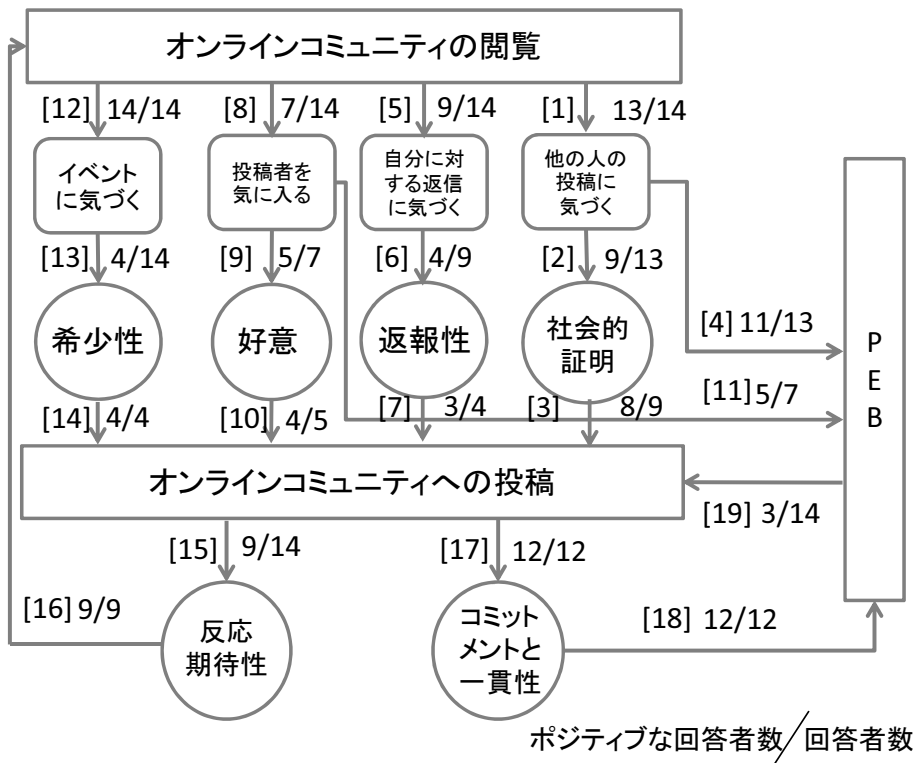 オンラインコミュニティの閲覧
[12] 14/14
[8] 7/14
[5] 9/14
[1] 13/14
イベント
に気づく
投稿者を
気に入る
自分に対
する返信
に気づく
他の人の
投稿に
気づく
[13] 4/14
[9] 5/7
[6] 4/9
[2] 9/13
希少性
好意
返報性
社会的
証明
[4] 11/13
P
E
B
[11] 5/7
[14] 4/4
[10] 4/5
[7] 3/4
[3] 8/9
オンラインコミュニティへの投稿
[19] 3/14
[15] 9/14
[17] 12/12
[16] 9/9
反応
期待性
コミット
メントと
一貫性
[18] 12/12
ポジティブな回答者数/回答者数